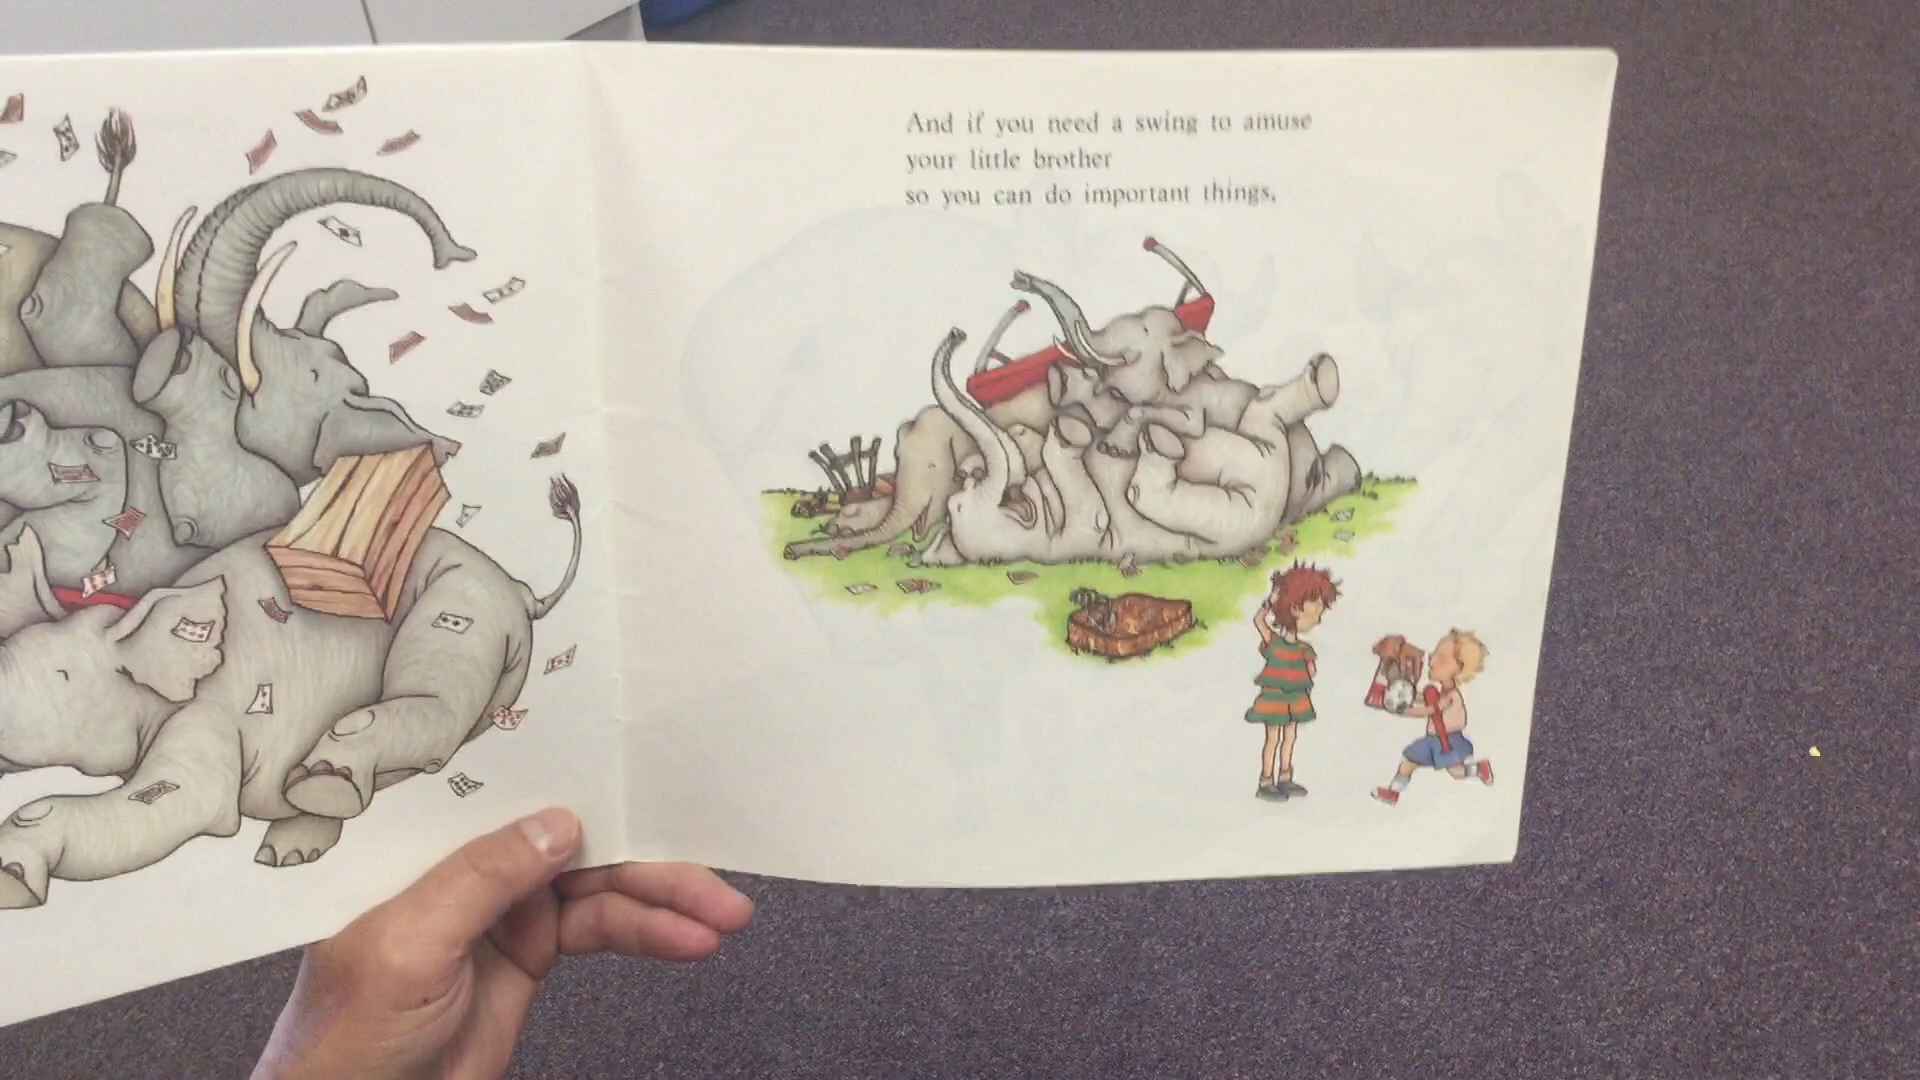 And if you need a swing to amuse
your little brother
so you can do important things,